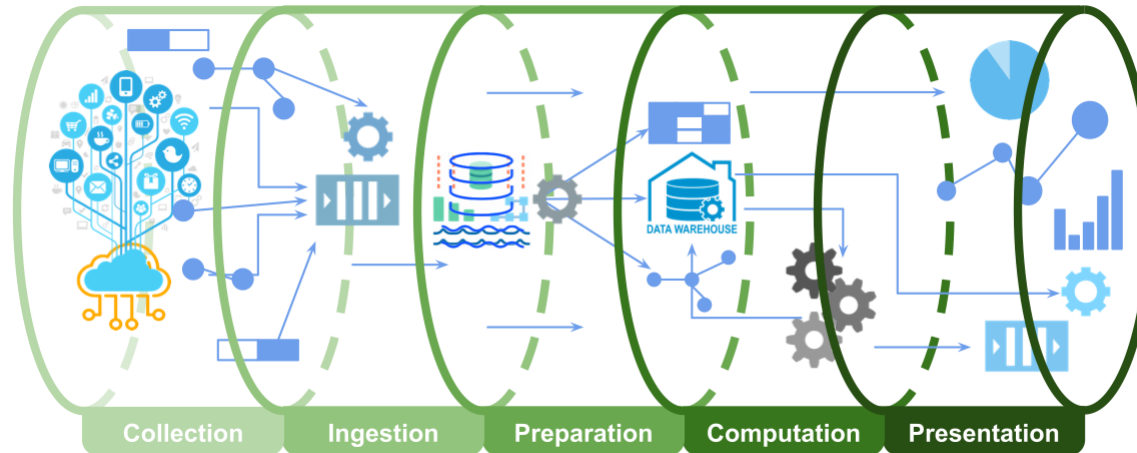 DATA WAREHOUSE
Collection
Ingestion
Preparation
Computation
Presentation